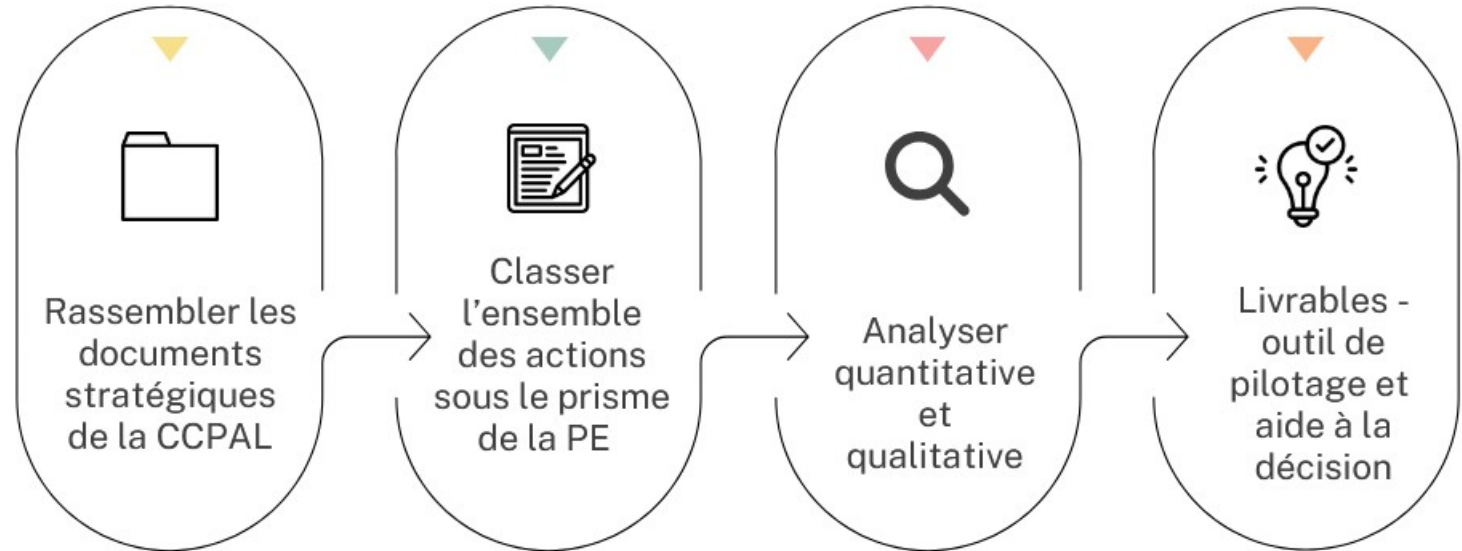 Rassembler les
documents
stratégiques
de la CCPAL
Classer
l'ensemble
des actions
sous le prisme
de la PE
Analyser
quantitative
et
qualitative
Livrables -
outil de
pilotage et
aide à la
décision